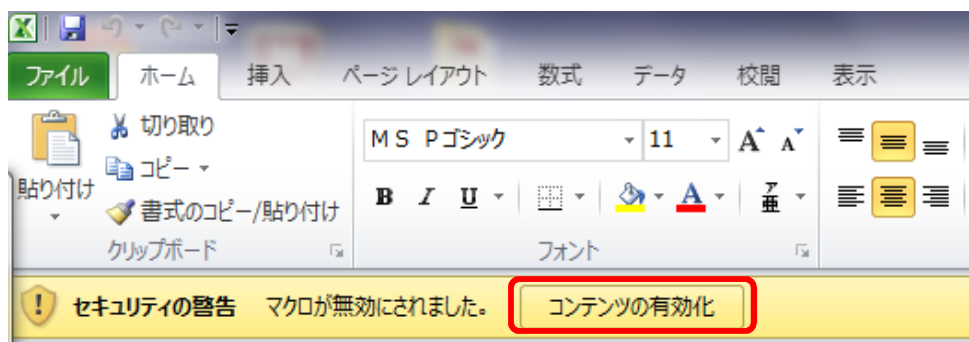 ファイル ホーム 挿入 ページ レイアウト 数式 データ 校閲 表示
切り取り
ＭＳ Ｐゴシック 11 A A
コピー
貼り付け
B I U A ア亜
書式のコピー/貼り付け
クリップボード フォント
セキュリティの警告 マクロが無効にされました。 コンテンツの有効化